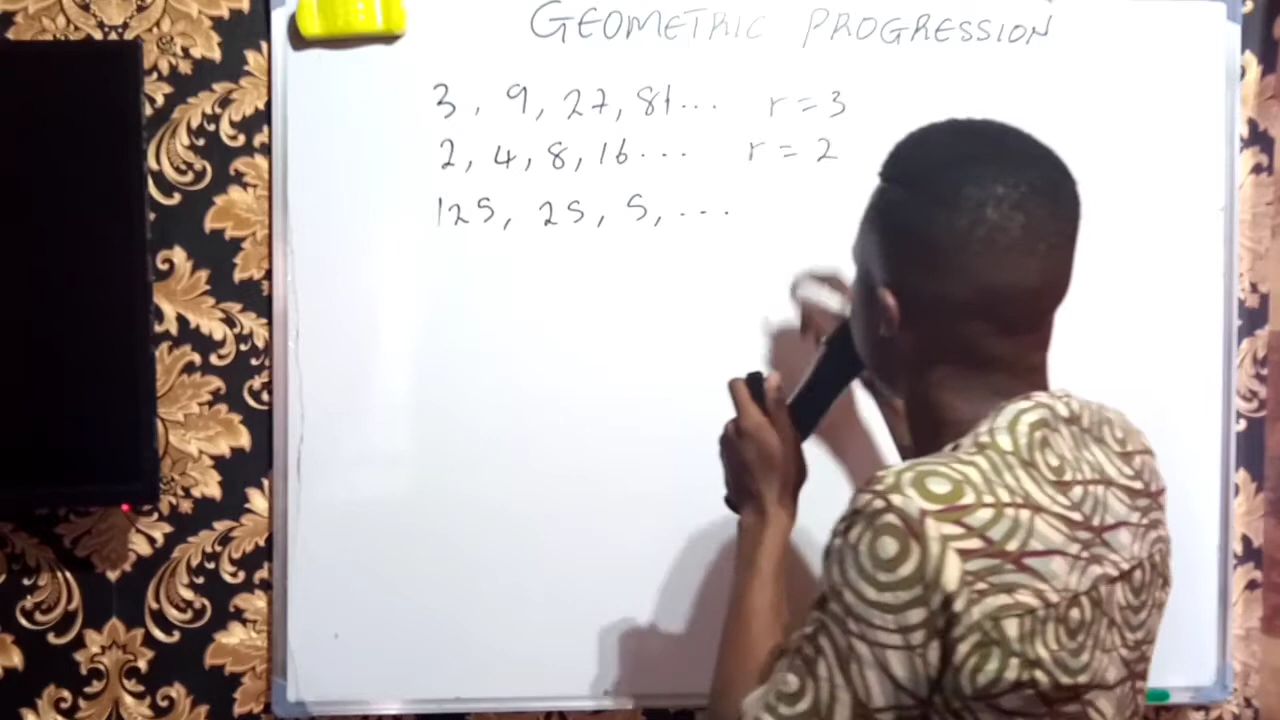 GEOMETRIC PROGRESSION
3, 9, 27, 81... r = 3
2, 4, 8, 16... r = 2
125, 25, 5, ...